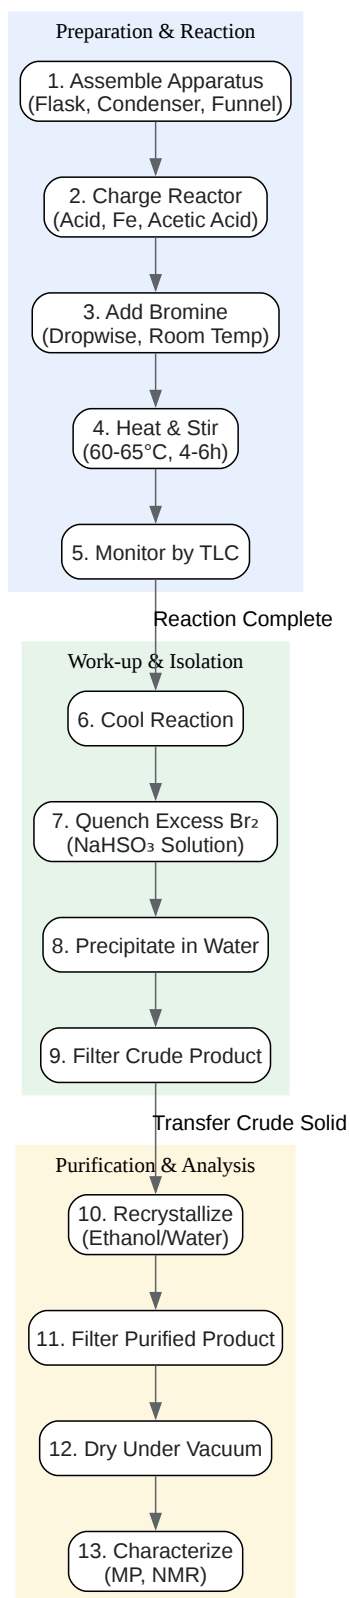 Preparation & Reaction
1. Assemble Apparatus
(Flask, Condenser, Funnel)
2. Charge Reactor
(Acid, Fe, Acetic Acid)
3. Add Bromine
(Dropwise, Room Temp)
4. Heat & Stir
(60-65°C, 4-6h)
5. Monitor by TLC
Reaction Complete
Work-up & Isolation
6. Cool Reaction
7. Quench Excess Br₂
(NaHSO₃ Solution)
8. Precipitate in Water
9. Filter Crude Product
Transfer Crude Solid
Purification & Analysis
10. Recrystallize
(Ethanol/Water)
11. Filter Purified Product
12. Dry Under Vacuum
13. Characterize
(MP, NMR)